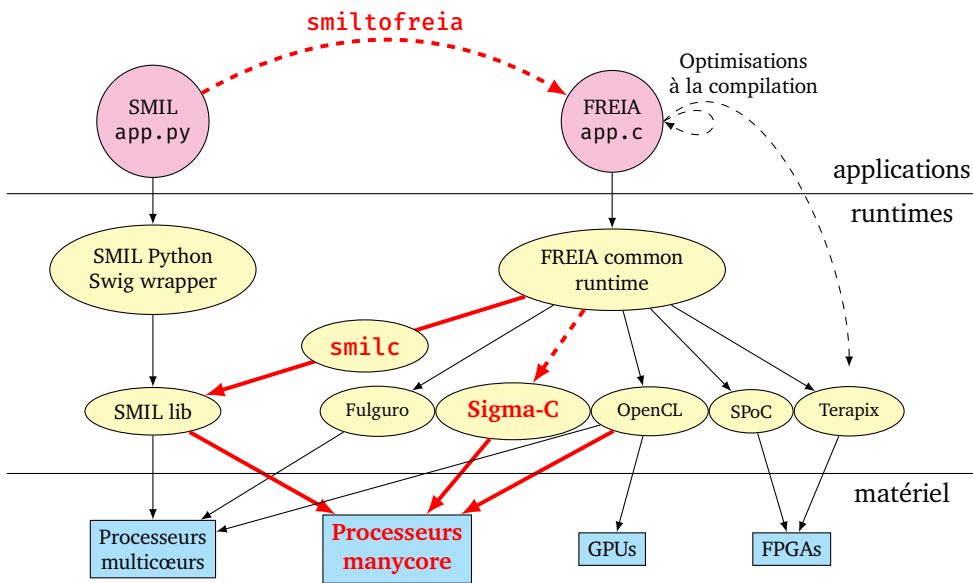 smiltofreia
Optimisations
à la compilation
SMIL
app.py
FREIA
app.c
applications
runtimes
SMIL Python
Swig wrapper
FREIA common
runtime
smilc
SMIL lib
Fulguro
Sigma-C
OpenCL
SPoC
Terapix
matériel
Processeurs
multicœurs
Processeurs
manycore
GPUs
FPGAs